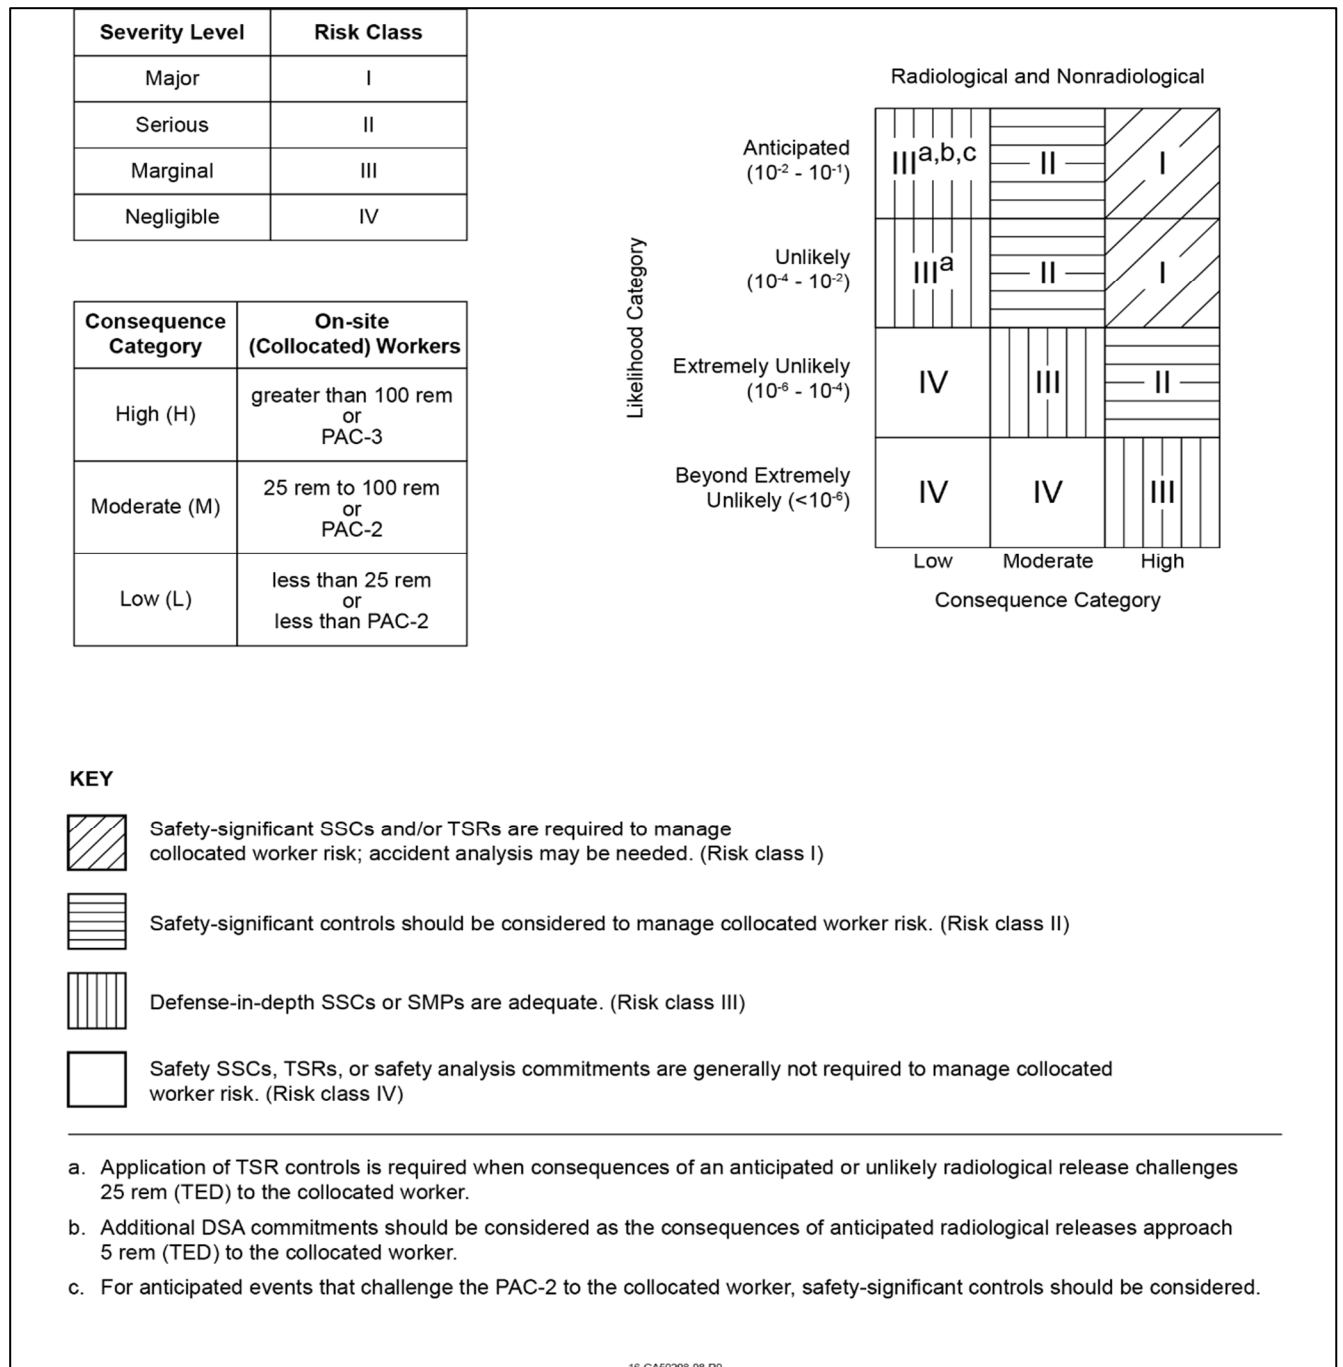 Severity Level Risk Class
Major I
Serious II
Marginal III
Negligible IV
Consequence Category On-site (Collocated) Workers
High (H) greater than 100 rem
or
PAC-3
Moderate (M) 25 rem to 100 rem
or
PAC-2
Low (L) less than 25 rem
or
less than PAC-2
Radiological and Nonradiological
Likelihood Category
Anticipated
(10⁻² - 10⁻¹) IIIᵃ,ᵇ,ᶜ II I
Unlikely
(10⁻⁴ - 10⁻²) IIIᵃ II I
Extremely Unlikely
(10⁻⁶ - 10⁻⁴) IV III II
Beyond Extremely
Unlikely (<10⁻⁶) IV IV III
Low Moderate High
Consequence Category
KEY
Safety-significant SSCs and/or TSRs are required to manage
collocated worker risk; accident analysis may be needed. (Risk class I)
Safety-significant controls should be considered to manage collocated worker risk. (Risk class II)
Defense-in-depth SSCs or SMPs are adequate. (Risk class III)
Safety SSCs, TSRs, or safety analysis commitments are generally not required to manage collocated
worker risk. (Risk class IV)
a. Application of TSR controls is required when consequences of an anticipated or unlikely radiological release challenges
25 rem (TED) to the collocated worker.
b. Additional DSA commitments should be considered as the consequences of anticipated radiological releases approach
5 rem (TED) to the collocated worker.
c. For anticipated events that challenge the PAC-2 to the collocated worker, safety-significant controls should be considered.